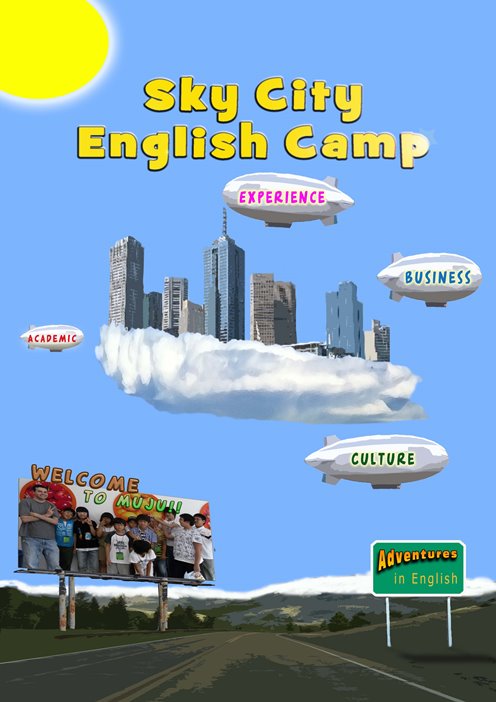 Sky City
English Camp
EXPERIENCE
BUSINESS
ACADEMIC
CULTURE
WELCOME
TO MUJU!!
Adventures
in English